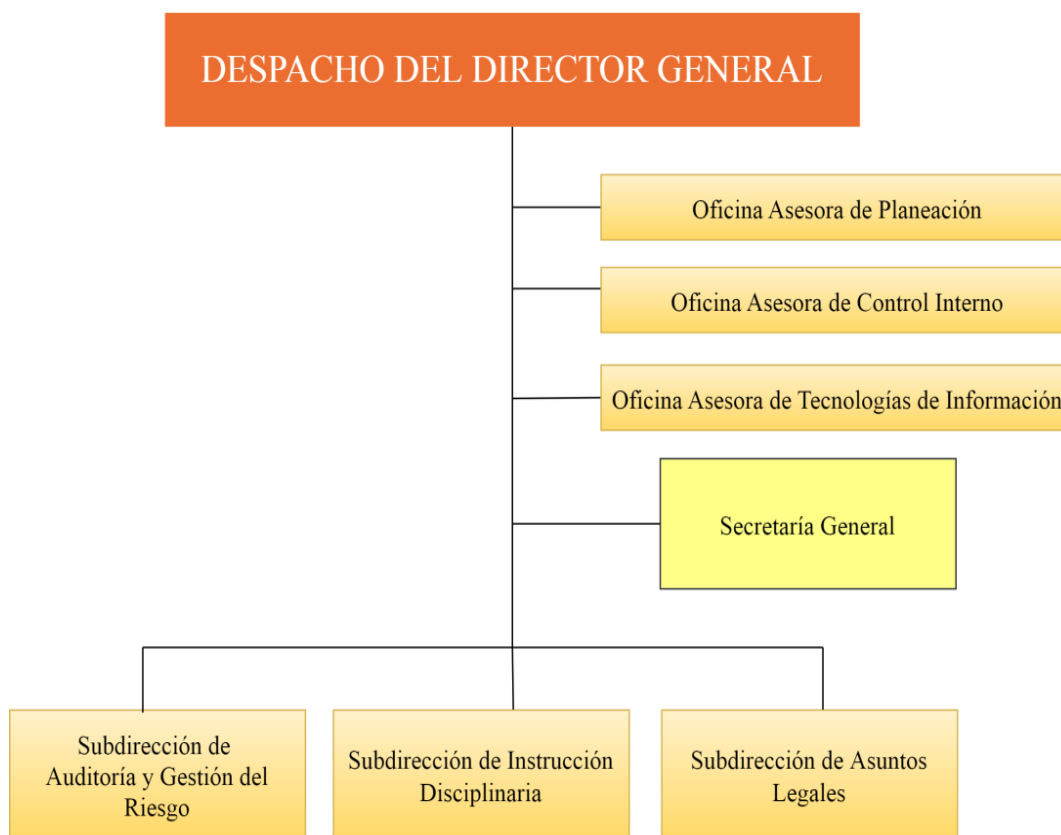 DESPACHO DEL DIRECTOR GENERAL
Oficina Asesora de Planeación
Oficina Asesora de Control Interno
Oficina Asesora de Tecnologías de Información
Secretaría General
Subdirección de
Auditoría y Gestión del
Riesgo
Subdirección de Instrucción
Disciplinaria
Subdirección de Asuntos
Legales